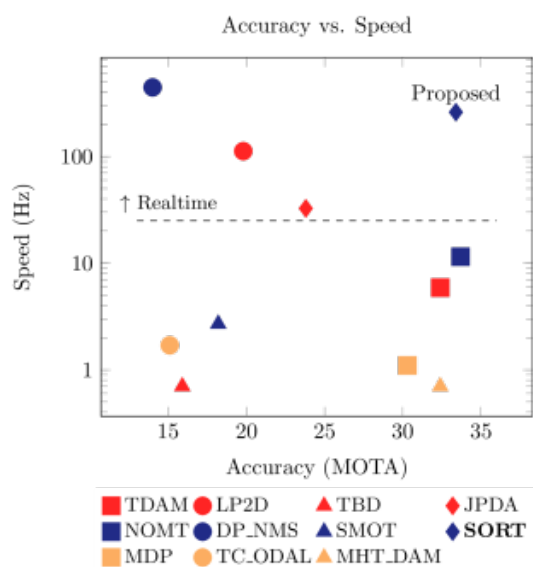 Accuracy vs. Speed
Proposed
100
↑ Realtime
10
1
Speed (Hz)
15 20 25 30 35
Accuracy (MOTA)
TDAM LP2D TBD JPDA
NOMT DP_NMS SMOT SORT
MDP TC_ODAL MHT_DAM